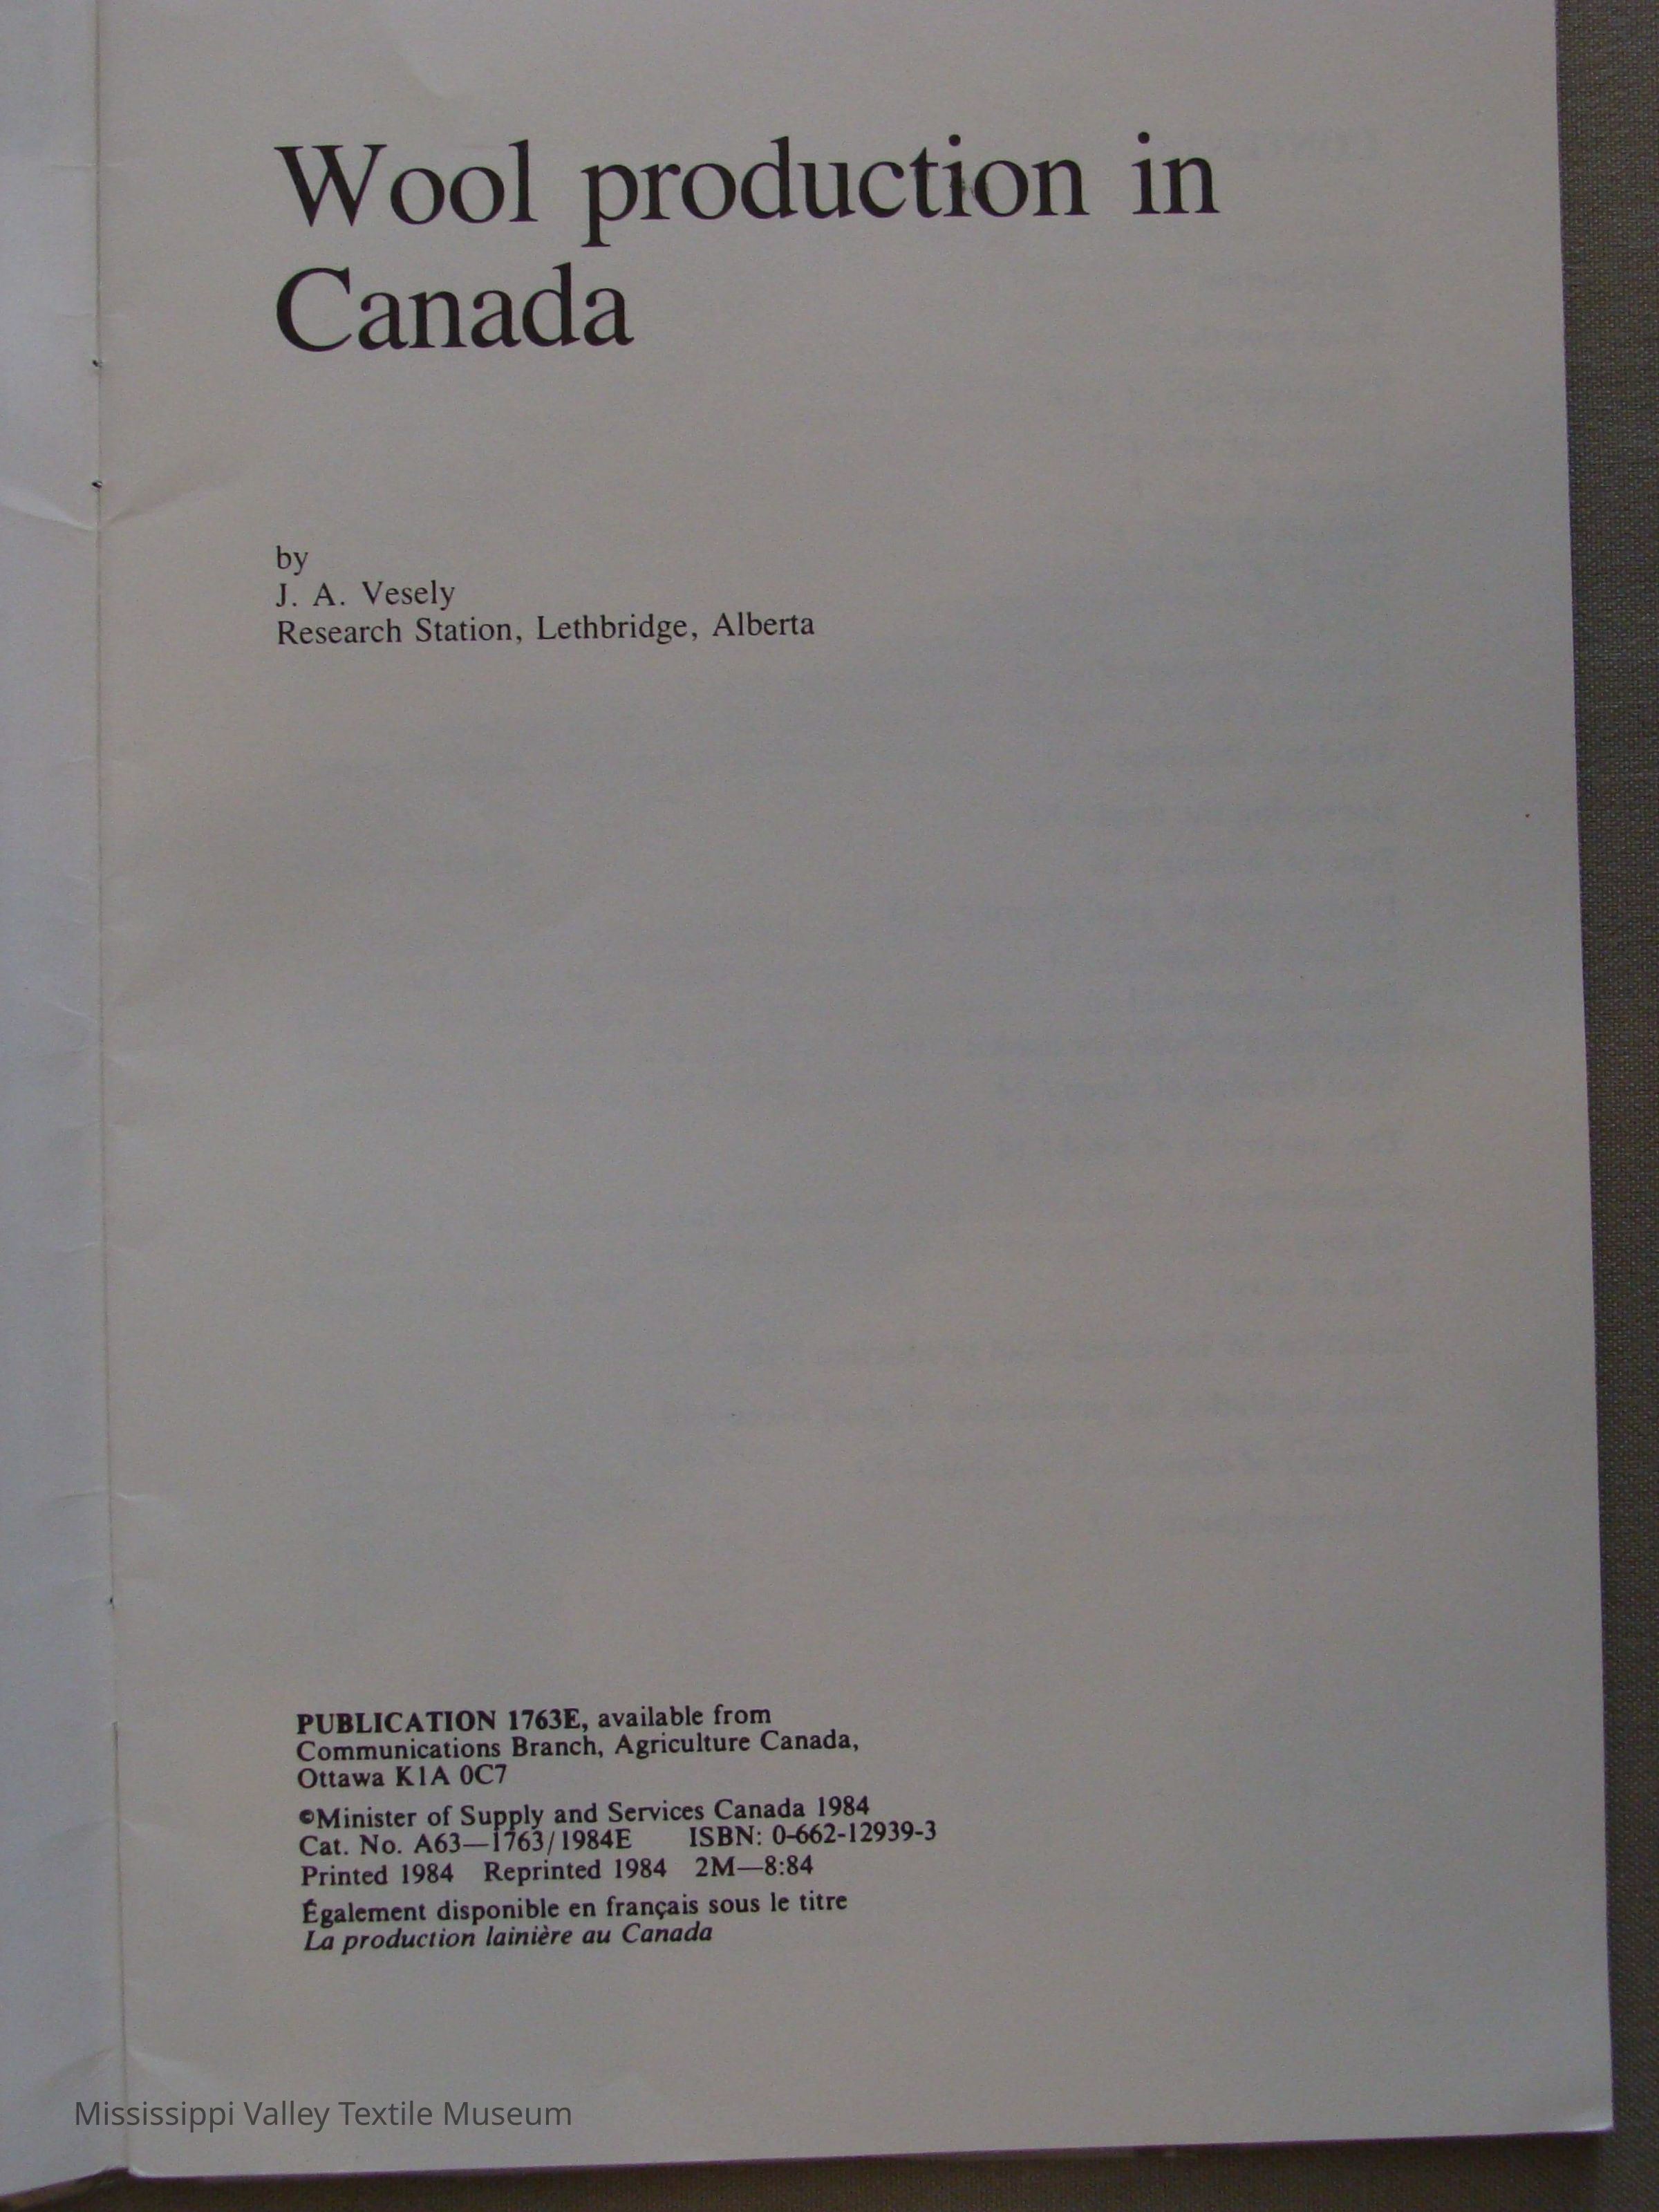 Wool production in
Canada
by
J. A. Vesely
Research Station, Lethbridge, Alberta
PUBLICATION 1763E, available from
Communications Branch, Agriculture Canada,
Ottawa K1A 0C7
©Minister of Supply and Services Canada 1984
Cat. No. A63—1763/1984E ISBN: 0-662-12939-3
Printed 1984 Reprinted 1984 2M—8:84
Également disponible en français sous le titre
La production lainière au Canada
Mississippi Valley Textile Museum